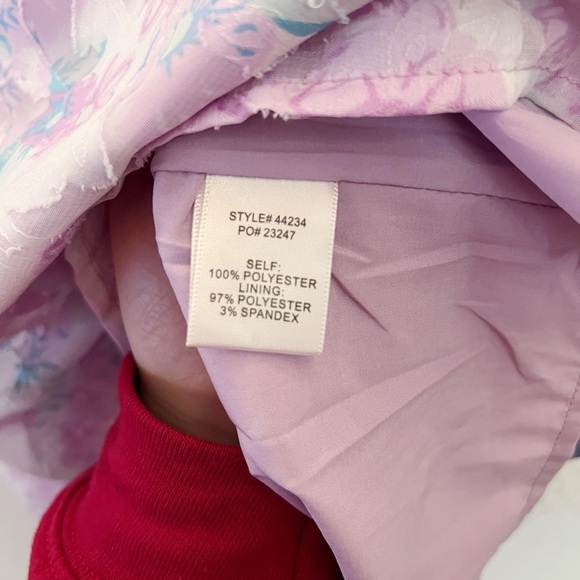 STYLE# 44234
PO# 23247
SELF:
100% POLYESTER
LINING:
97% POLYESTER
3% SPANDEX